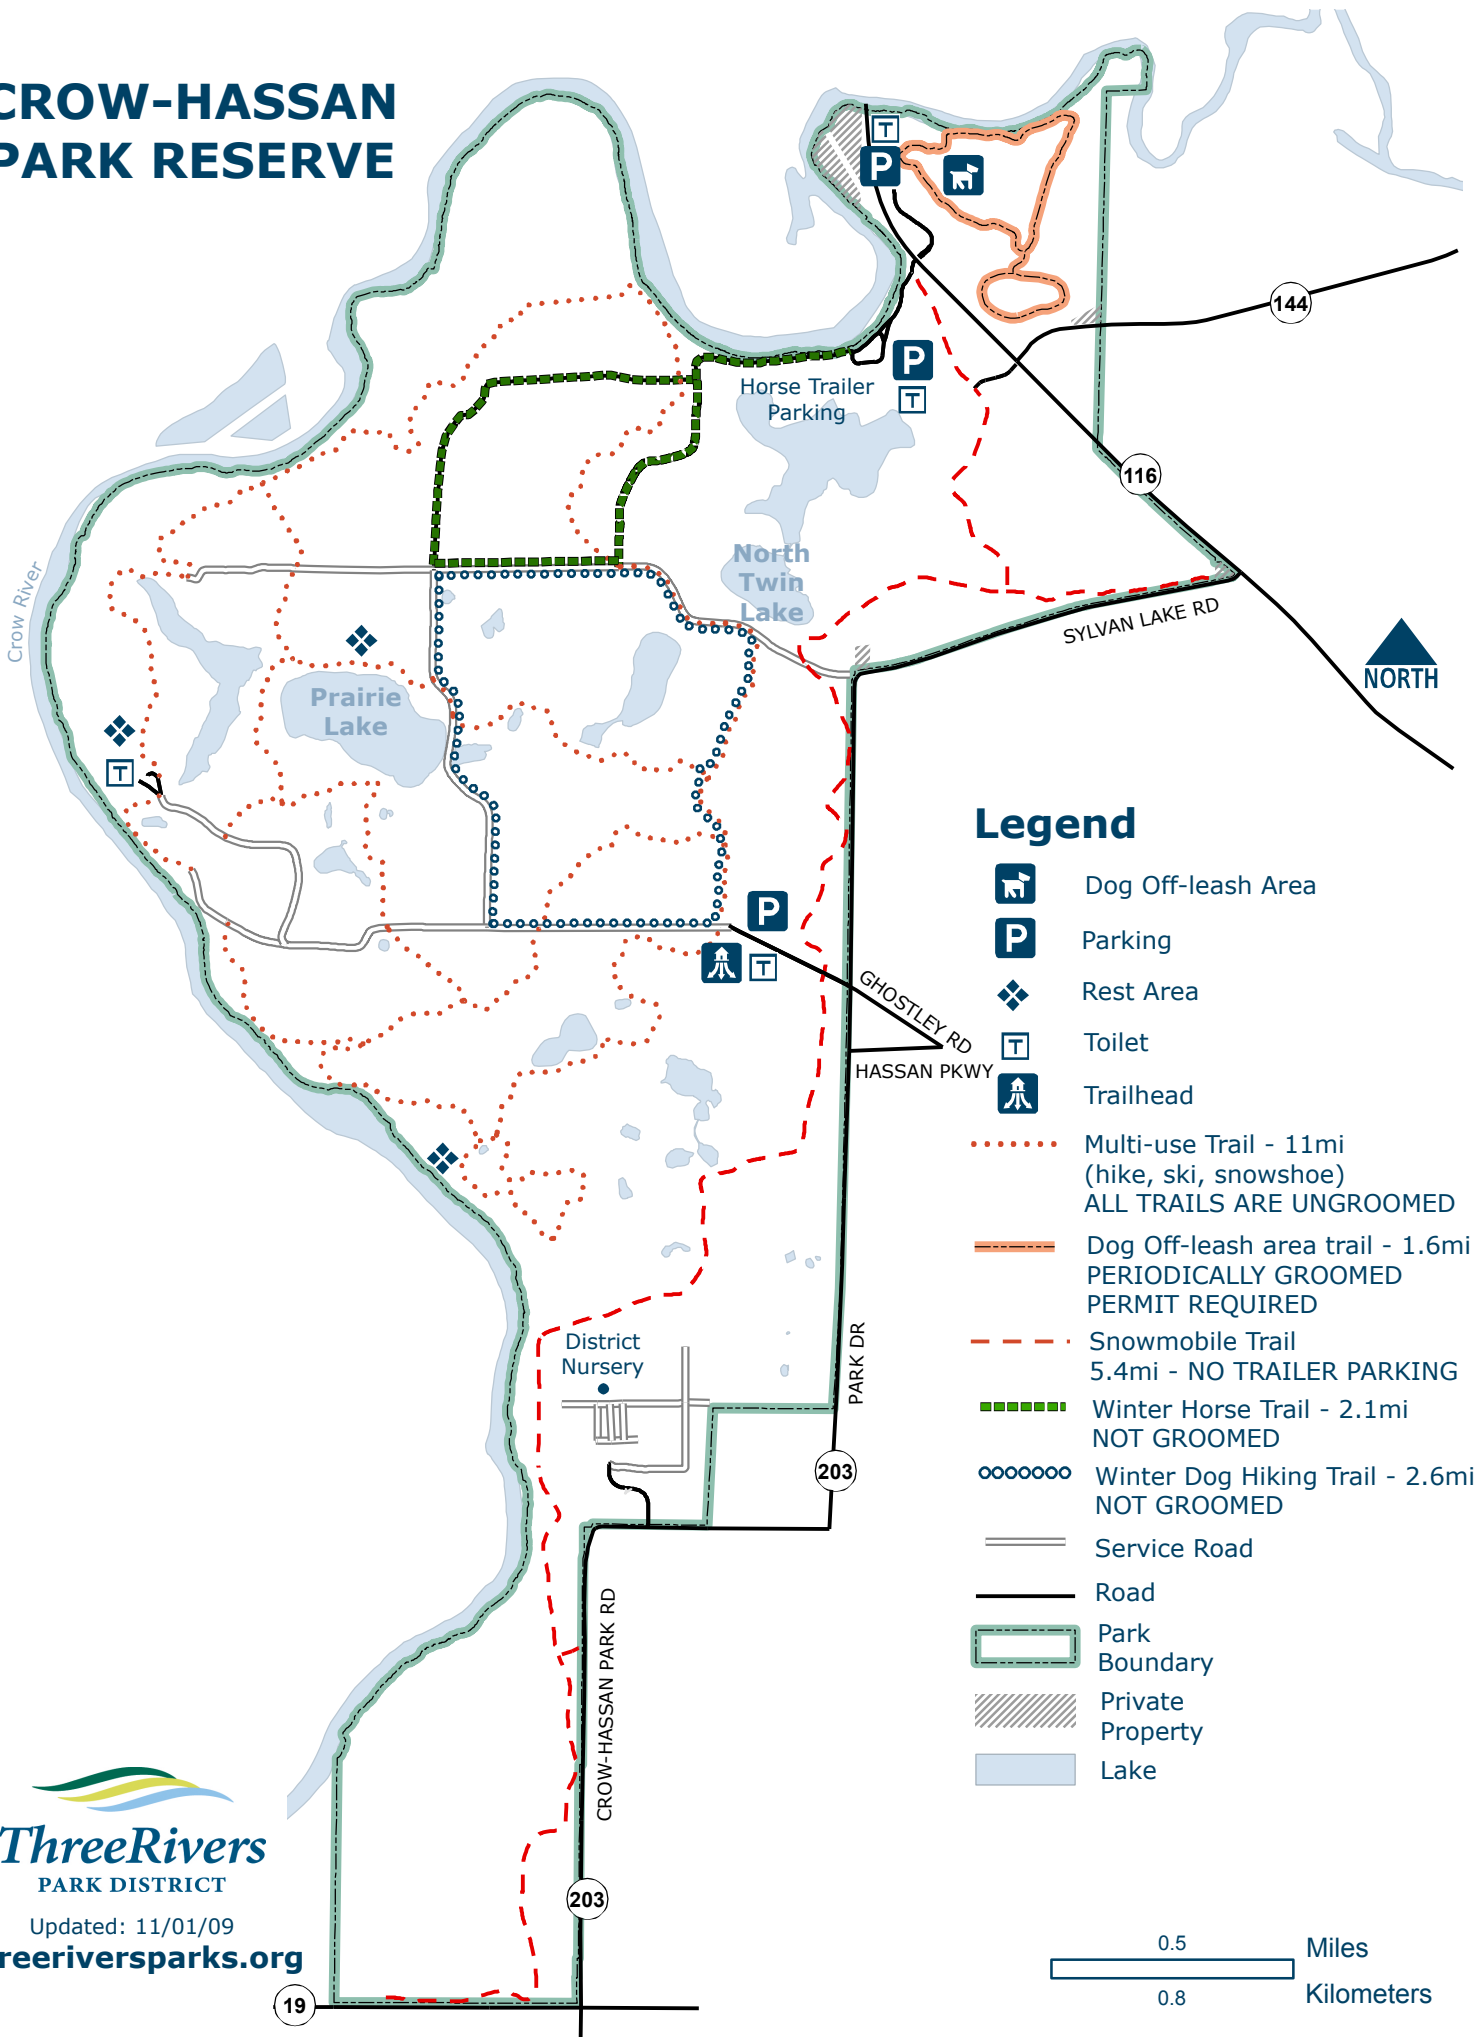 CROW-HASSAN
PARK RESERVE
T
P
144
P
T
Horse Trailer
Parking
116
North
Twin
Lake
SYLVAN LAKE RD
NORTH
Crow River
Prairie
Lake
T
P
T
GHOSTLEY RD
HASSAN PKWY
District
Nursery
PARK DR
203
CROW-HASSAN PARK RD
203
19
Legend
Dog Off-leash Area
P
Parking
Rest Area
T
Toilet
Trailhead
Multi-use Trail - 11mi
(hike, ski, snowshoe)
ALL TRAILS ARE UNGROOMED
Dog Off-leash area trail - 1.6mi
PERIODICALLY GROOMED
PERMIT REQUIRED
Snowmobile Trail
5.4mi - NO TRAILER PARKING
Winter Horse Trail - 2.1mi
NOT GROOMED
Winter Dog Hiking Trail - 2.6mi
NOT GROOMED
Service Road
Road
Park
Boundary
Private
Property
Lake
ThreeRivers
PARK DISTRICT
Updated: 11/01/09
reeriversparks.org
0.5
Miles
0.8
Kilometers